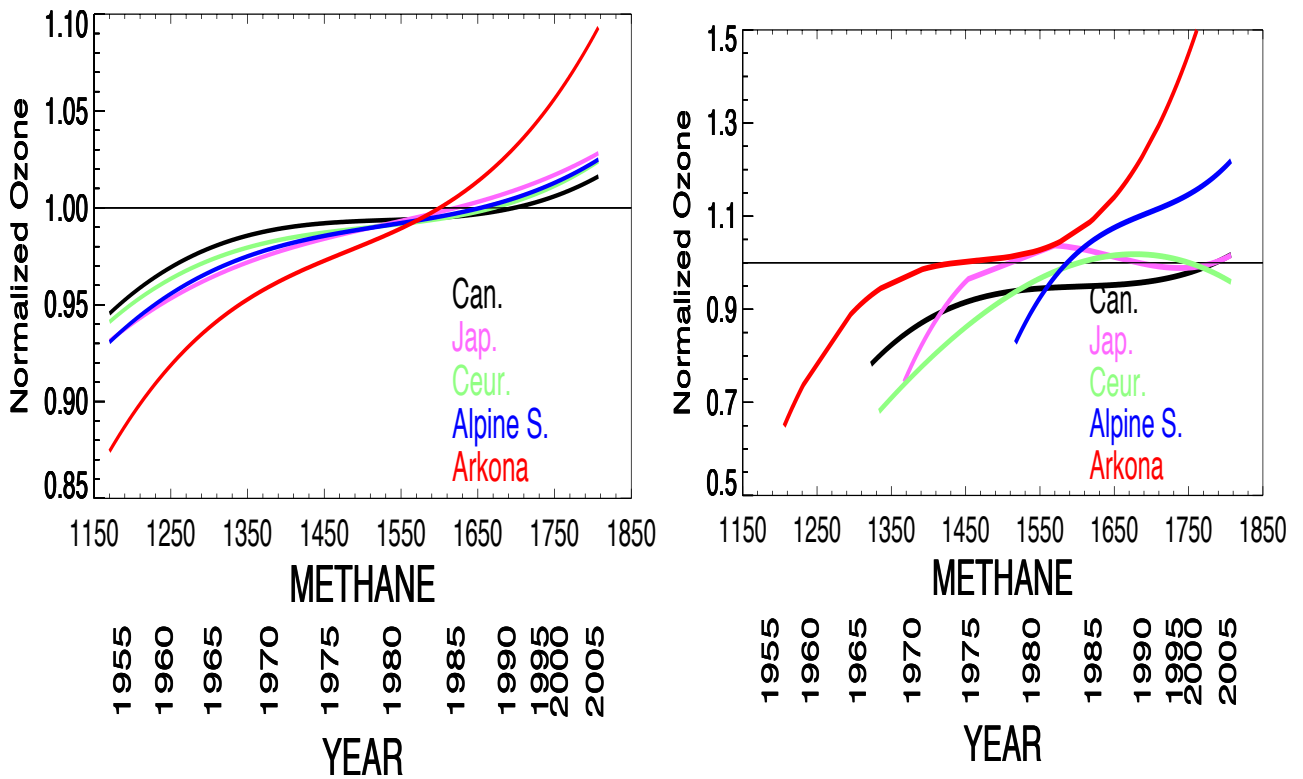 Normalized Ozone
1.10
1.05
1.00
0.95
0.90
0.85
Can.
Jap.
Ceur.
Alpine S.
Arkona
1150 1250 1350 1450 1550 1650 1750 1850
METHANE
1955 1960 1965 1970 1975 1980 1985 1990 1995 2000 2005
YEAR
Normalized Ozone
1.5
1.3
1.1
0.9
0.7
0.5
Can.
Jap.
Ceur.
Alpine S.
Arkona
1150 1250 1350 1450 1550 1650 1750 1850
METHANE
1955 1960 1965 1970 1975 1980 1985 1990 1995 2000 2005
YEAR